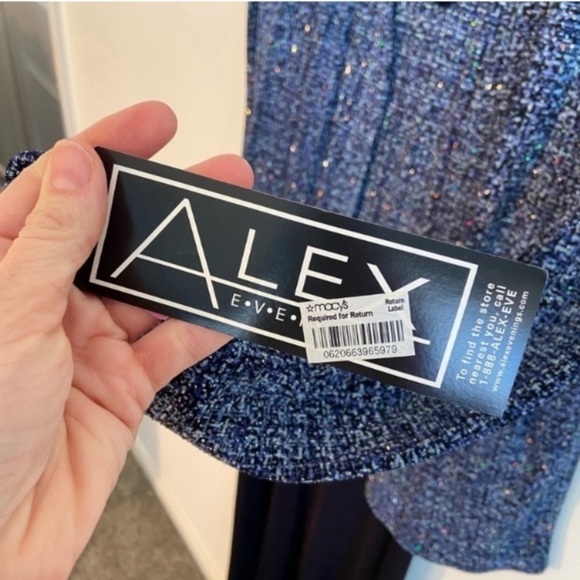 ALEX
E•V•E
☆macy's
Return
Label
Required for Return
0620663965979
To find the store
nearest you, call
1-888-ALEX-EVE
www.alexevenings.com